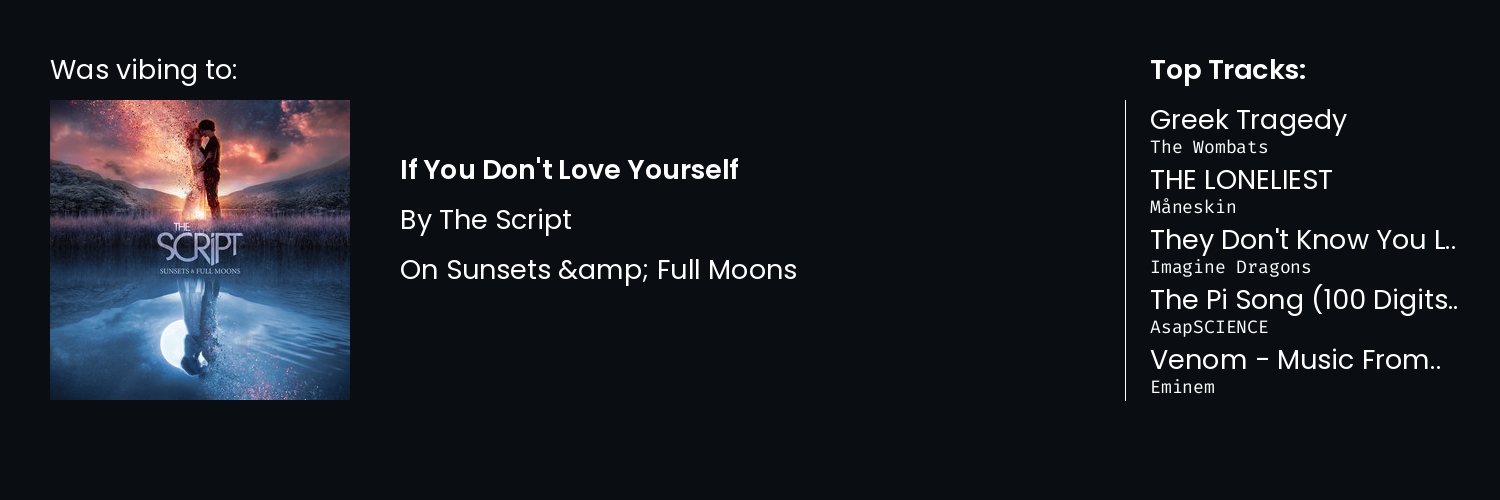 Was vibing to:
THE
SCRIPT
SUNSETS & FULL MOONS
If You Don't Love Yourself
By The Script
On Sunsets &amp; Full Moons
Top Tracks:
Greek Tragedy
The Wombats
THE LONELIEST
Måneskin
They Don't Know You L..
Imagine Dragons
The Pi Song (100 Digits..
AsapSCIENCE
Venom - Music From..
Eminem